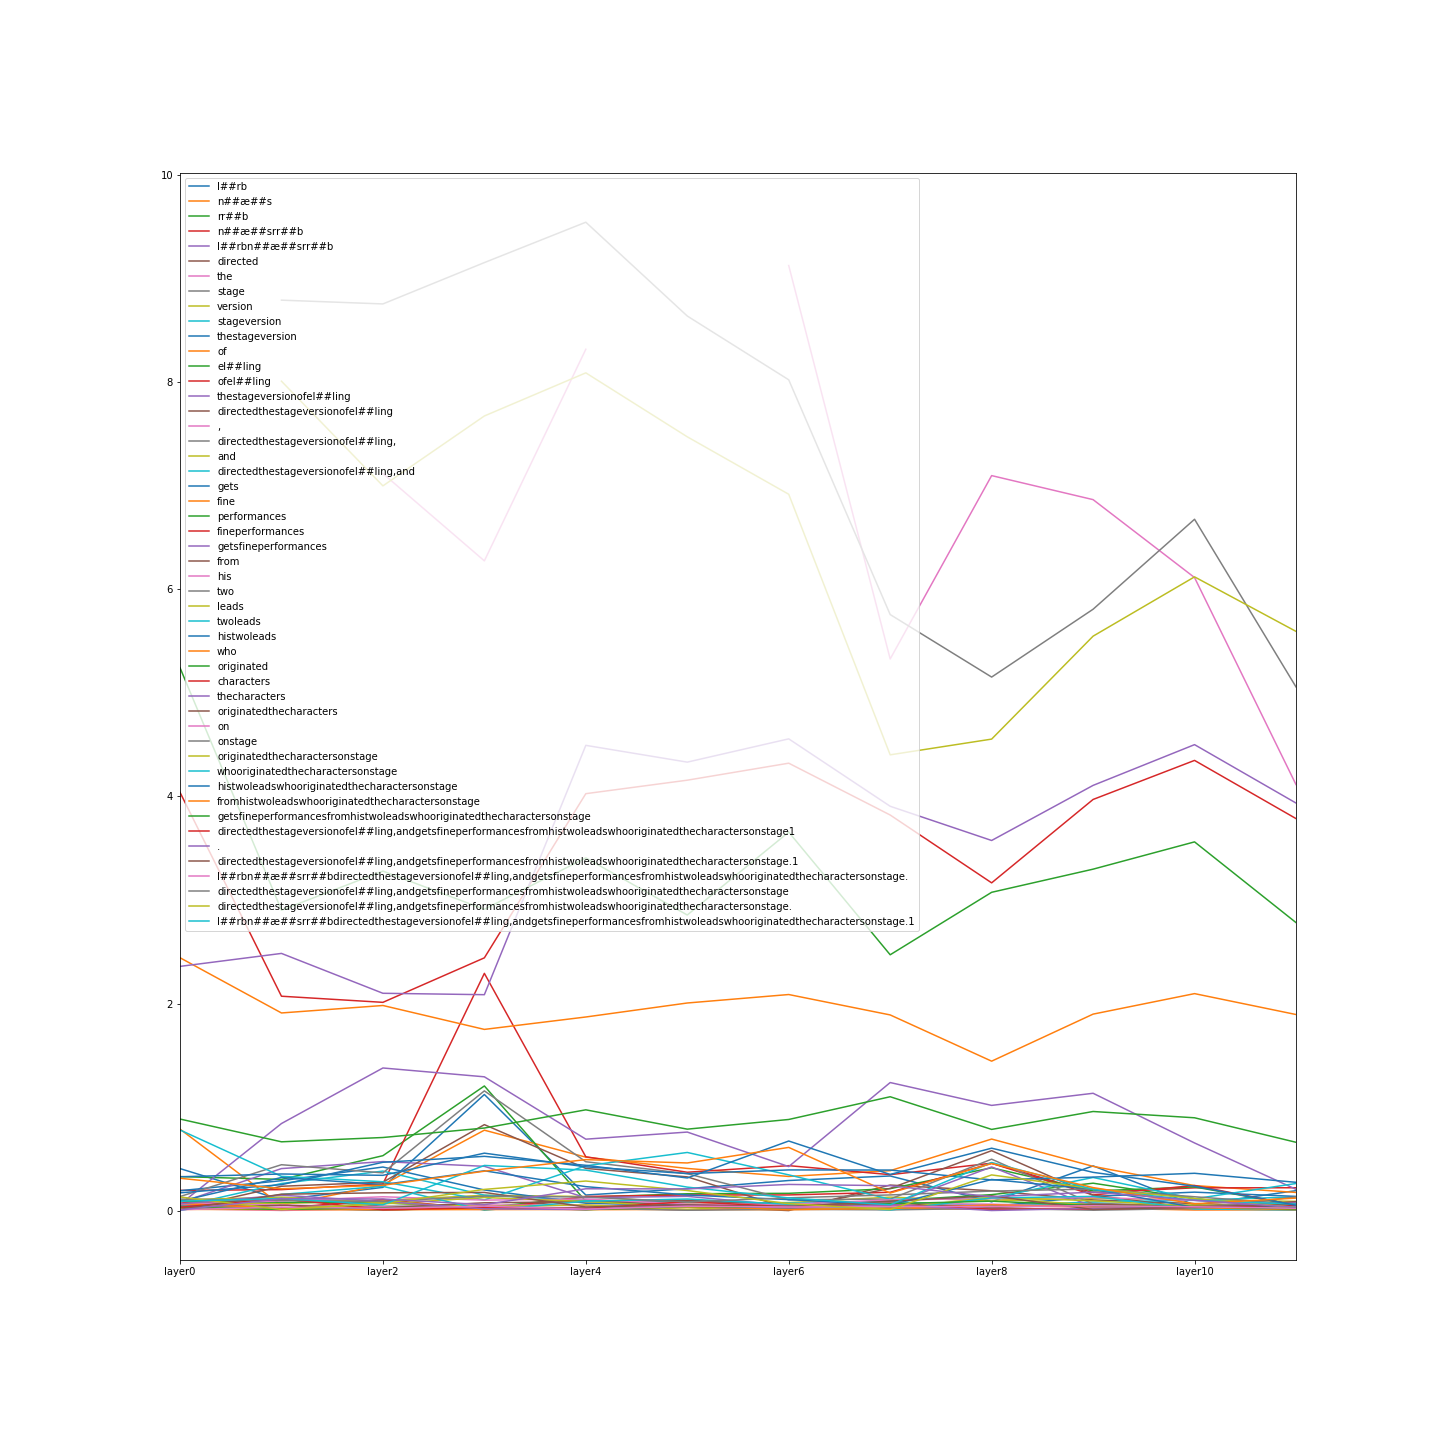 10
8
6
4
2
0
l##rb
n##æ##s
rr##b
n##æ##srr##b
l##rbn##æ##srr##b
directed
the
stage
version
stageversion
thestageversion
of
el##ling
ofel##ling
thestageversionofel##ling
directedthestageversionofel##ling
,
directedthestageversionofel##ling,
and
directedthestageversionofel##ling,and
gets
fine
performances
fineperformances
getsfineperformances
from
his
two
leads
twoleads
histwoleads
who
originated
characters
thecharacters
originatedthecharacters
on
onstage
originatedthecharactersonstage
whooriginatedthecharactersonstage
histwoleadswhooriginatedthecharactersonstage
fromhistwoleadswhooriginatedthecharactersonstage
getsfineperformancesfromhistwoleadswhooriginatedthecharactersonstage
directedthestageversionofel##ling,andgetsfineperformancesfromhistwoleadswhooriginatedthecharactersonstage1
.
directedthestageversionofel##ling,andgetsfineperformancesfromhistwoleadswhooriginatedthecharactersonstage.1
l##rbn##æ##srr##bdirectedthestageversionofel##ling,andgetsfineperformancesfromhistwoleadswhooriginatedthecharactersonstage.
directedthestageversionofel##ling,andgetsfineperformancesfromhistwoleadswhooriginatedthecharactersonstage
directedthestageversionofel##ling,andgetsfineperformancesfromhistwoleadswhooriginatedthecharactersonstage.
l##rbn##æ##srr##bdirectedthestageversionofel##ling,andgetsfineperformancesfromhistwoleadswhooriginatedthecharactersonstage.1
layer0 layer2 layer4 layer6 layer8 layer10